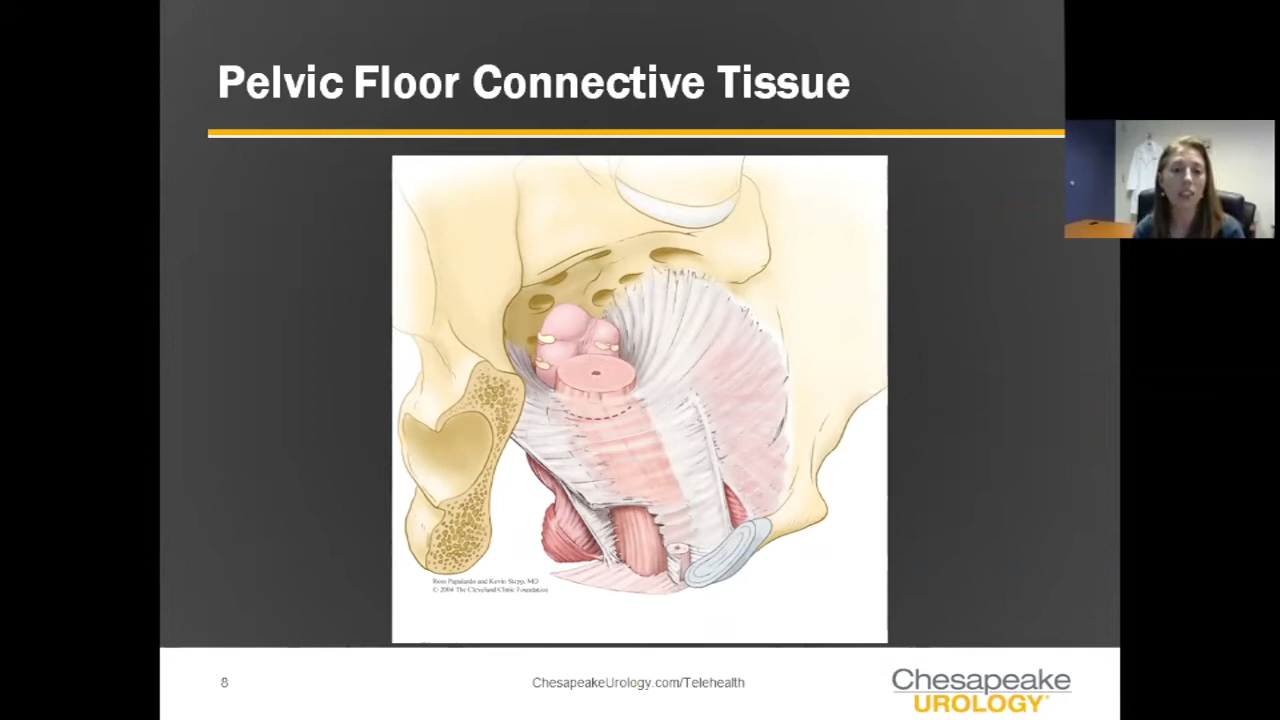 Pelvic Floor Connective Tissue
Ross Papalardo and Kevin Stepp, MD
© 2004 The Cleveland Clinic Foundation
8
ChesapeakeUrology.com/Telehealth
Chesapeake
UROLOGY